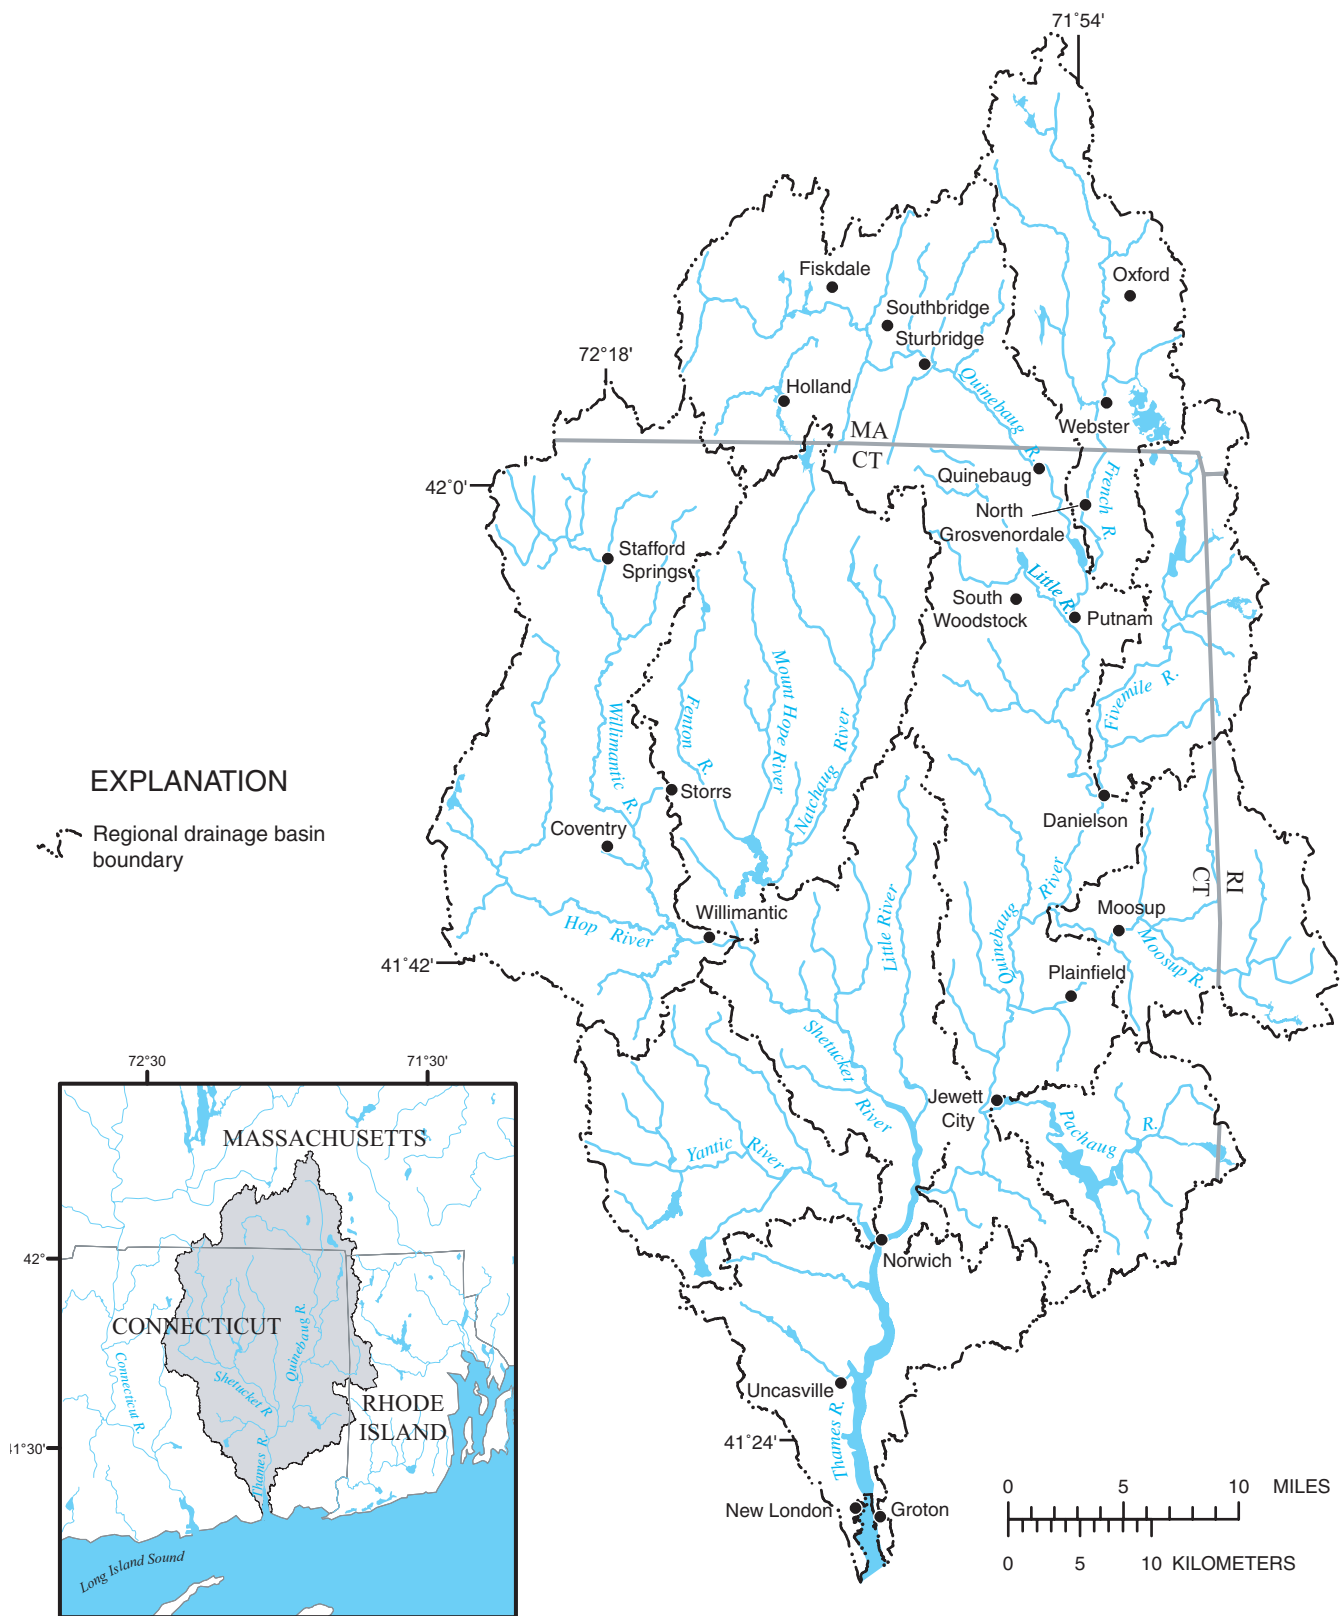 71°54'
Fiskdale
Oxford
Southbridge
Sturbridge
72°18'
Holland
Quinebaug R.
Webster
MA
CT
42°0'
Quinebaug
French R.
North
Grosvenordale
Stafford
Springs
Little R.
South
Woodstock
Putnam
Mount Hope River
Fenton R.
Willimantic R.
Natchaug River
Fivemile R.
EXPLANATION
Regional drainage basin
boundary
Storrs
Coventry
Danielson
RI
CT
Willimantic
Hop River
Little River
Quinebaug River
Moosup
Moosup R.
41°42'
Plainfield
Shetucket River
Jewett
City
Pachaug R.
Yantic River
Norwich
Uncasville
Thames R.
41°24'
New London
Groton
0 5 10 MILES
0 5 10 KILOMETERS
72°30
71°30'
MASSACHUSETTS
42°
CONNECTICUT
Quinebaug R.
Connecticut R.
Shetucket R
RHODE
ISLAND
Thames R.
1°30'
Long Island Sound